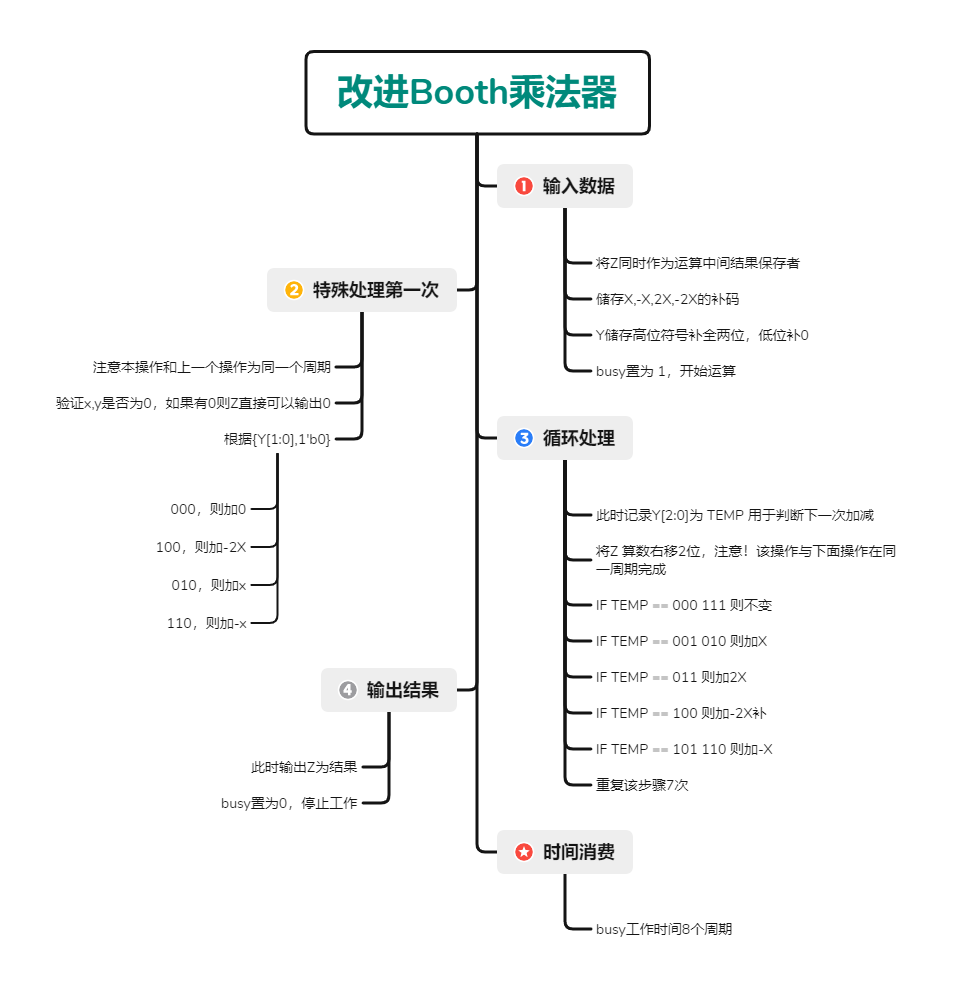 改进Booth乘法器
1 输入数据
将Z同时作为运算中间结果保存者
储存X,-X,2X,-2X的补码
Y储存高位符号补全两位，低位补0
busy置为 1，开始运算
2 特殊处理第一次
注意本操作和上一个操作为同一个周期
验证x,y是否为0，如果有0则Z直接可以输出0
根据{Y[1:0],1'b0}
000，则加0
100，则加-2X
010，则加x
110，则加-x
3 循环处理
此时记录Y[2:0]为 TEMP 用于判断下一次加减
将Z 算数右移2位，注意！该操作与下面操作在同
一周期完成
IF TEMP == 000 111 则不变
IF TEMP == 001 010 则加X
IF TEMP == 011 则加2X
IF TEMP == 100 则加-2X补
IF TEMP == 101 110 则加-X
重复该步骤7次
4 输出结果
此时输出Z为结果
busy置为0，停止工作
时间消费
busy工作时间8个周期